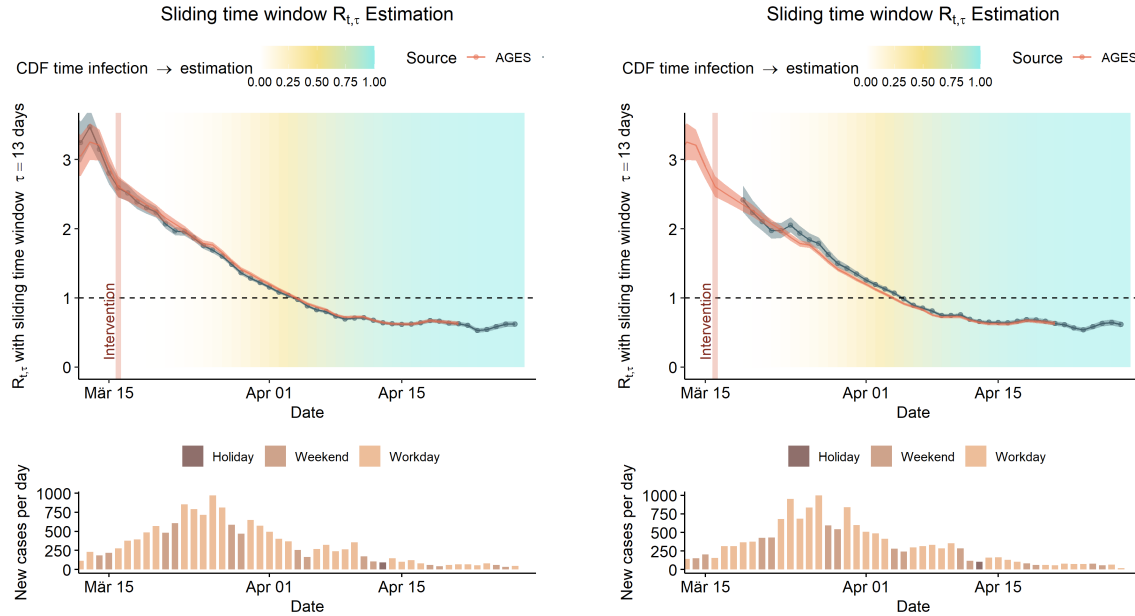 Sliding time window Rt,τ Estimation
CDF time infection → estimation
0.00 0.25 0.50 0.75 1.00
Source AGES
Rt,τ with sliding time window τ = 13 days
3
2
1
0
Intervention
Mär 15 Apr 01 Apr 15
Date
Holiday Weekend Workday
New cases per day
1000
750
500
250
0
Mär 15 Apr 01 Apr 15
Date
Sliding time window Rt,τ Estimation
CDF time infection → estimation
0.00 0.25 0.50 0.75 1.00
Source AGES
Rt,τ with sliding time window τ = 13 days
3
2
1
0
Intervention
Mär 15 Apr 01 Apr 15
Date
Holiday Weekend Workday
New cases per day
1000
750
500
250
0
Mär 15 Apr 01 Apr 15
Date